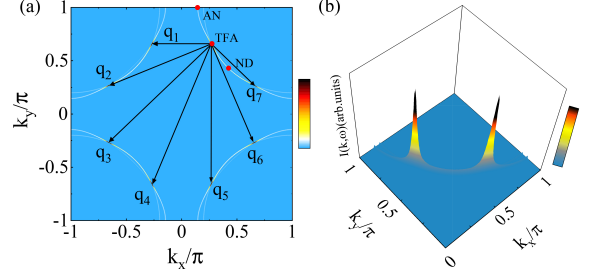 (a)
AN
TFA
ND
q1
q2
q3
q4
q5
q6
q7
1
0.5
0
-0.5
-1
ky/π
-1 -0.5 0 0.5 1
kx/π
(b)
I(k,ω)(arb.units)
1
0.5
0
0.5
1
ky/π
kx/π